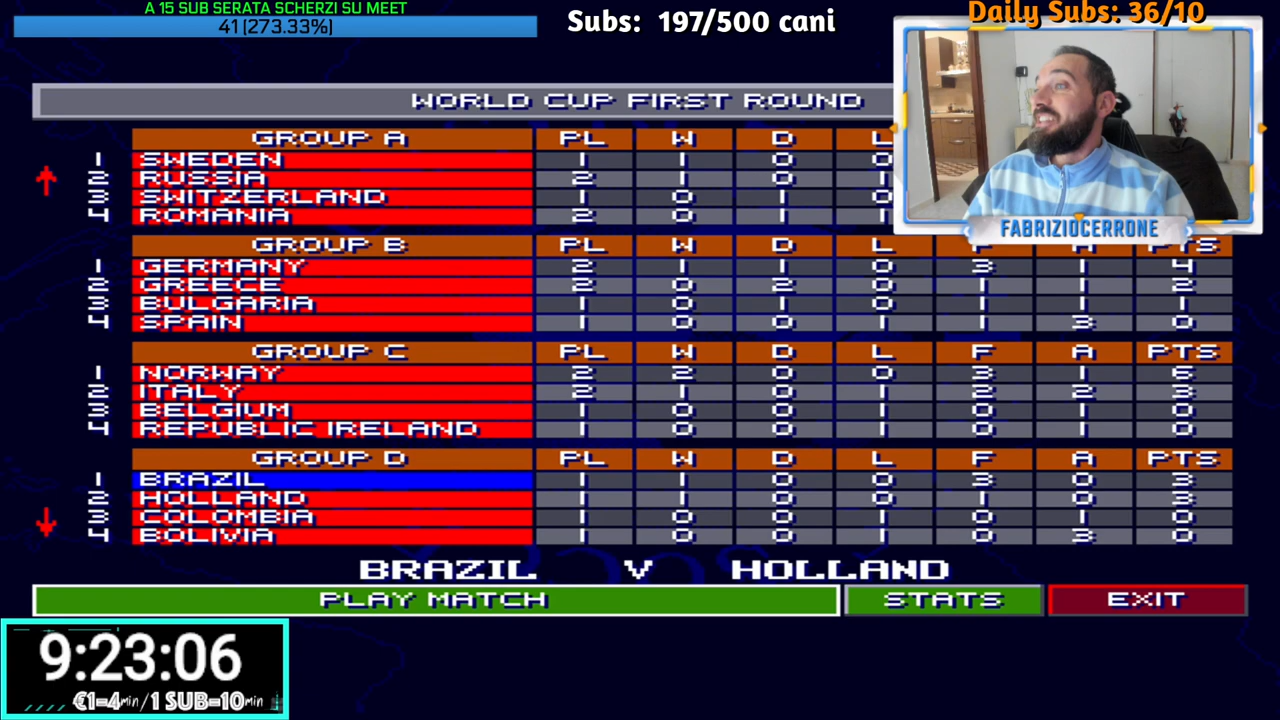 A 15 SUB SERATA SCHERZI SU MEET
41 (273.33%)
Subs: 197/500 cani
Daily Subs: 36/10
WORLD CUP FIRST ROUND
GROUP A PL W D L
1 SWEDEN 1 1 0 0
2 RUSSIA 2 1 0 1
3 SWITZERLAND 1 0 1 0
4 ROMANIA 2 0 1 1
FABRIZIOCERRONE
GROUP B PL W D L F A PTS
1 GERMANY 2 1 1 0 3 1 4
2 GREECE 2 0 2 0 1 1 2
3 BULGARIA 1 0 1 0 1 1 1
4 SPAIN 1 0 0 1 1 3 0
GROUP C PL W D L F A PTS
1 NORWAY 2 2 0 0 3 1 6
2 ITALY 2 1 0 1 2 2 3
3 BELGIUM 1 0 0 1 0 1 0
4 REPUBLIC IRELAND 1 0 0 1 0 1 0
GROUP D PL W D L F A PTS
1 BRAZIL 1 1 0 0 3 0 3
2 HOLLAND 1 1 0 0 1 0 3
3 COLOMBIA 1 0 0 1 0 1 0
4 BOLIVIA 1 0 0 1 0 3 0
BRAZIL V HOLLAND
PLAY MATCH STATS EXIT
9:23:06
€1=4min/1 SUB=10min